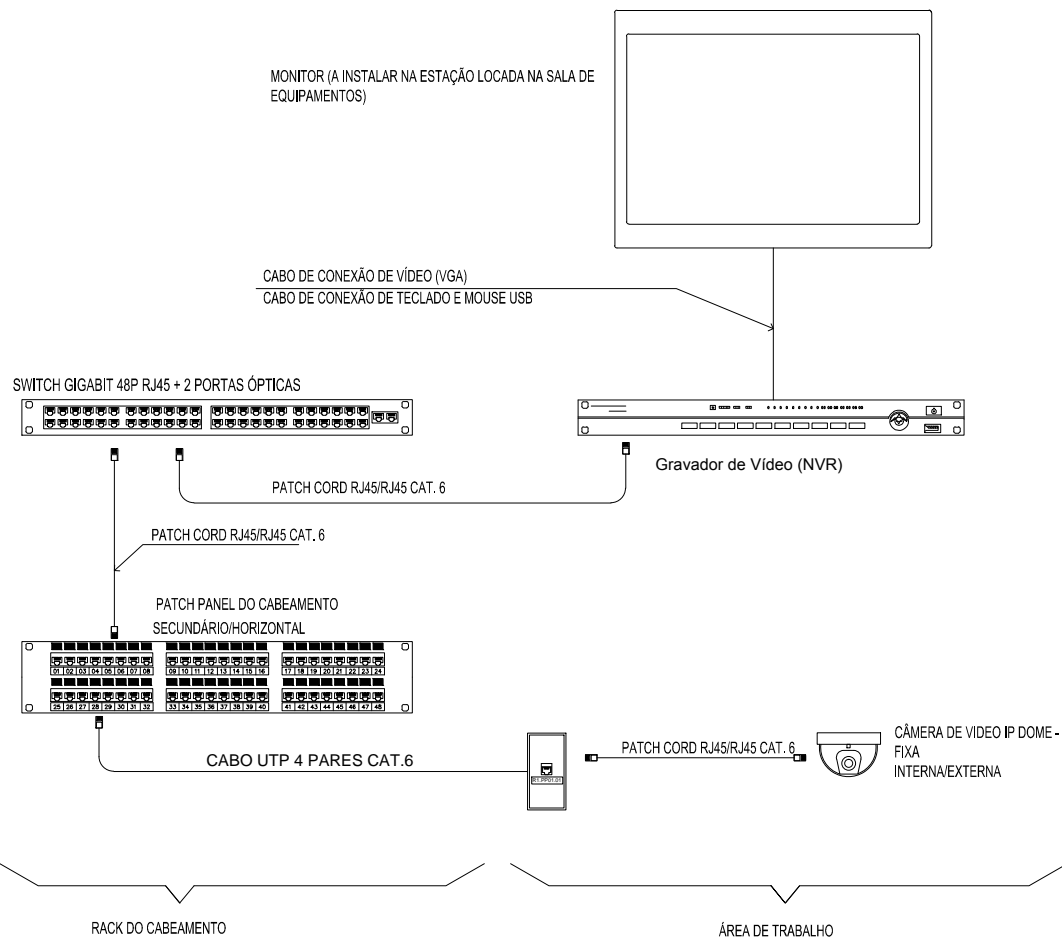 MONITOR (A INSTALAR NA ESTAÇÃO LOCADA NA SALA DE
EQUIPAMENTOS)
CABO DE CONEXÃO DE VÍDEO (VGA)
CABO DE CONEXÃO DE TECLADO E MOUSE USB
SWITCH GIGABIT 48P RJ45 + 2 PORTAS ÓPTICAS
Gravador de Vídeo (NVR)
PATCH CORD RJ45/RJ45 CAT. 6
PATCH CORD RJ45/RJ45 CAT. 6
PATCH PANEL DO CABEAMENTO
SECUNDÁRIO/HORIZONTAL
01 02 03 04 05 06 07 08 09 10 11 12 13 14 15 16 17 18 19 20 21 22 23 24
25 26 27 28 29 30 31 32 33 34 35 36 37 38 39 40 41 42 43 44 45 46 47 48
CABO UTP 4 PARES CAT.6
R1.PP01.01
PATCH CORD RJ45/RJ45 CAT. 6
CÂMERA DE VIDEO IP DOME -
FIXA
INTERNA/EXTERNA
RACK DO CABEAMENTO
ÁREA DE TRABALHO